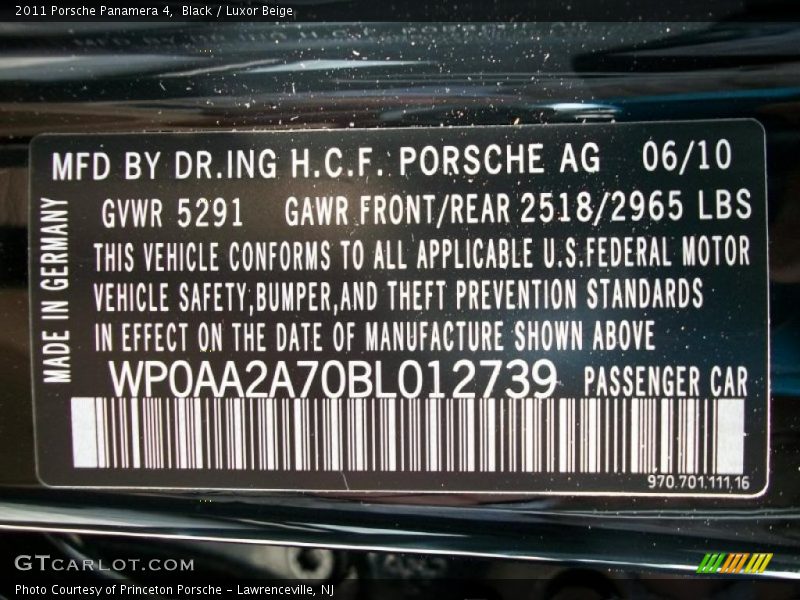 2011 Porsche Panamera 4,  Black / Luxor Beige
MFD BY DR.ING H.C.F. PORSCHE AG 06/10
GVWR 5291 GAWR FRONT/REAR 2518/2965 LBS
THIS VEHICLE CONFORMS TO ALL APPLICABLE U.S.FEDERAL MOTOR
VEHICLE SAFETY,BUMPER,AND THEFT PREVENTION STANDARDS
IN EFFECT ON THE DATE OF MANUFACTURE SHOWN ABOVE
MADE IN GERMANY
WP0AA2A70BL012739 PASSENGER CAR
970.701.111.16
GTCARLOT.COM
Photo Courtesy of Princeton Porsche – Lawrenceville, NJ